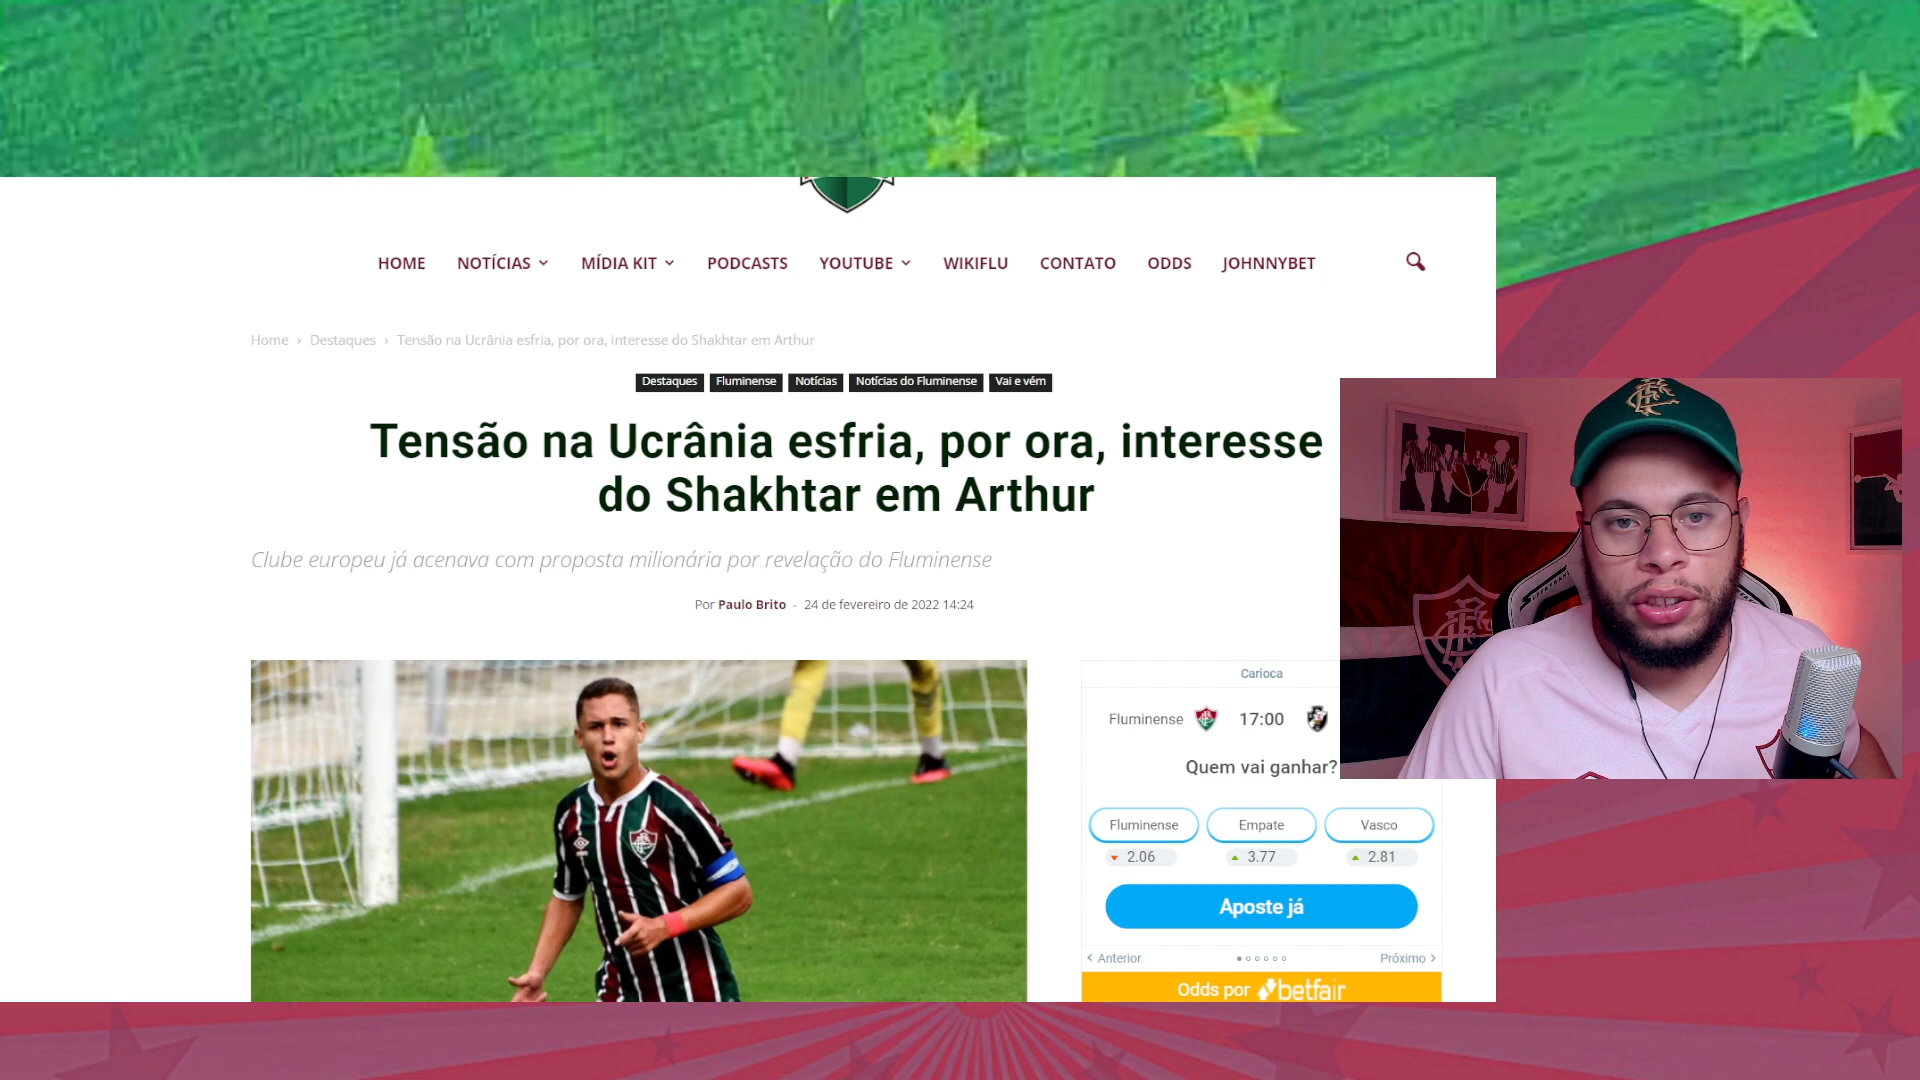 HOME NOTÍCIAS MÍDIA KIT PODCASTS YOUTUBE WIKIFLU CONTATO ODDS JOHNNYBET
Home › Destaques › Tensão na Ucrânia esfria, por ora, interesse do Shakhtar em Arthur
Destaques Fluminense Notícias Notícias do Fluminense Vai e vém
Tensão na Ucrânia esfria, por ora, interesse
do Shakhtar em Arthur
Clube europeu já acenava com proposta milionária por revelação do Fluminense
Por Paulo Brito - 24 de fevereiro de 2022 14:24
Carioca
Fluminense 17:00
Quem vai ganhar?
Fluminense Empate Vasco
2.06 3.77 2.81
Aposte já
Anterior Próximo
Odds por betfair